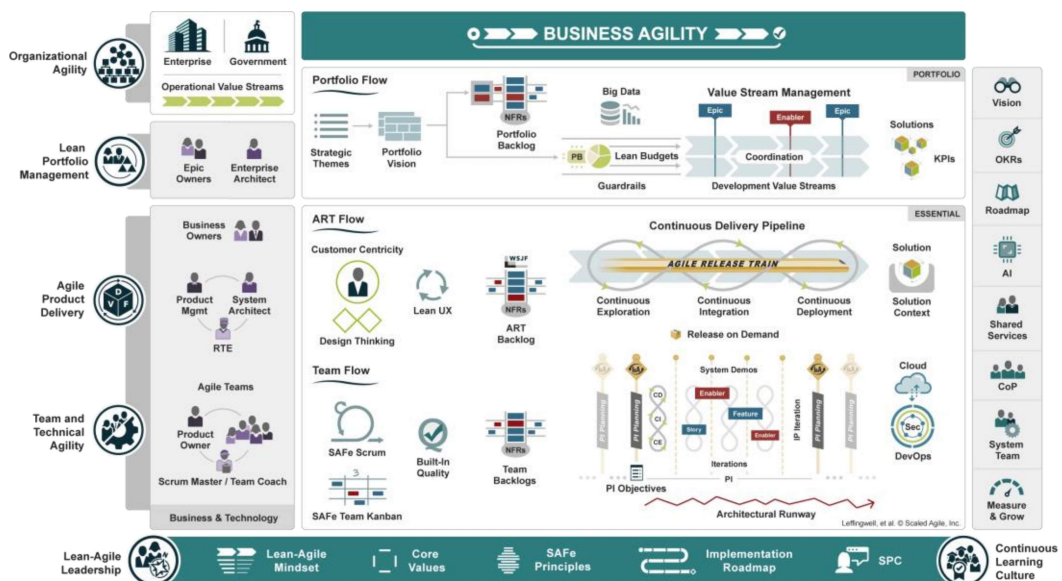 Organizational
Agility
Enterprise
Government
Operational Value Streams
BUSINESS AGILITY
Lean
Portfolio
Management
Epic
Owners
Enterprise
Architect
Portfolio Flow
PORTFOLIO
Strategic
Themes
Portfolio
Vision
NFRs
Portfolio
Backlog
Big Data
PB
Lean Budgets
Guardrails
Value Stream Management
Epic
Enabler
Epic
Coordination
Development Value Streams
Solutions
KPIs
Vision
OKRs
Roadmap
AI
Shared
Services
CoP
System
Team
Measure
& Grow
Agile
Product
Delivery
D
V
F
Business
Owners
Product
Mgmt
System
Architect
RTE
ART Flow
ESSENTIAL
Customer Centricity
Design Thinking
Lean UX
WSJF
NFRs
ART
Backlog
Continuous Delivery Pipeline
AGILE RELEASE TRAIN
Continuous
Exploration
Continuous
Integration
Continuous
Deployment
Release on Demand
Solution
Solution
Context
Team and
Technical
Agility
Agile Teams
Product
Owner
Scrum Master / Team Coach
Business & Technology
Team Flow
SAFe Scrum
3
SAFe Team Kanban
Built-In
Quality
NFRs
Team
Backlogs
PI Planning
PI Planning
CD
CI
CE
System Demos
Enabler
Story
Feature
Enabler
Iterations
IP Iteration
PI Planning
PI Planning
PI
PI Objectives
Architectural Runway
Cloud
Sec
DevOps
Leffingwell, et al. © Scaled Agile, Inc.
Lean-Agile
Leadership
Lean-Agile
Mindset
Core
Values
SAFe
Principles
Implementation
Roadmap
SPC
Continuous
Learning
Culture